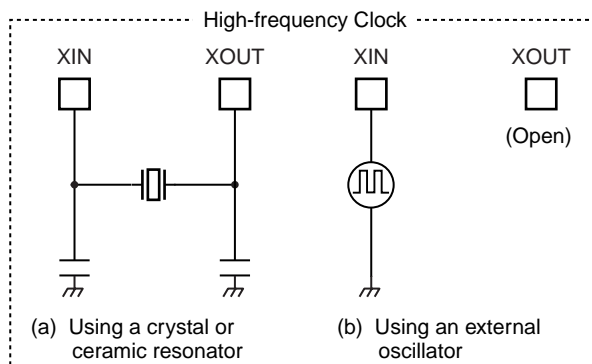 High-frequency Clock
XIN XOUT XIN XOUT
(Open)
(a) Using a crystal or
ceramic resonator
(b) Using an external
oscillator